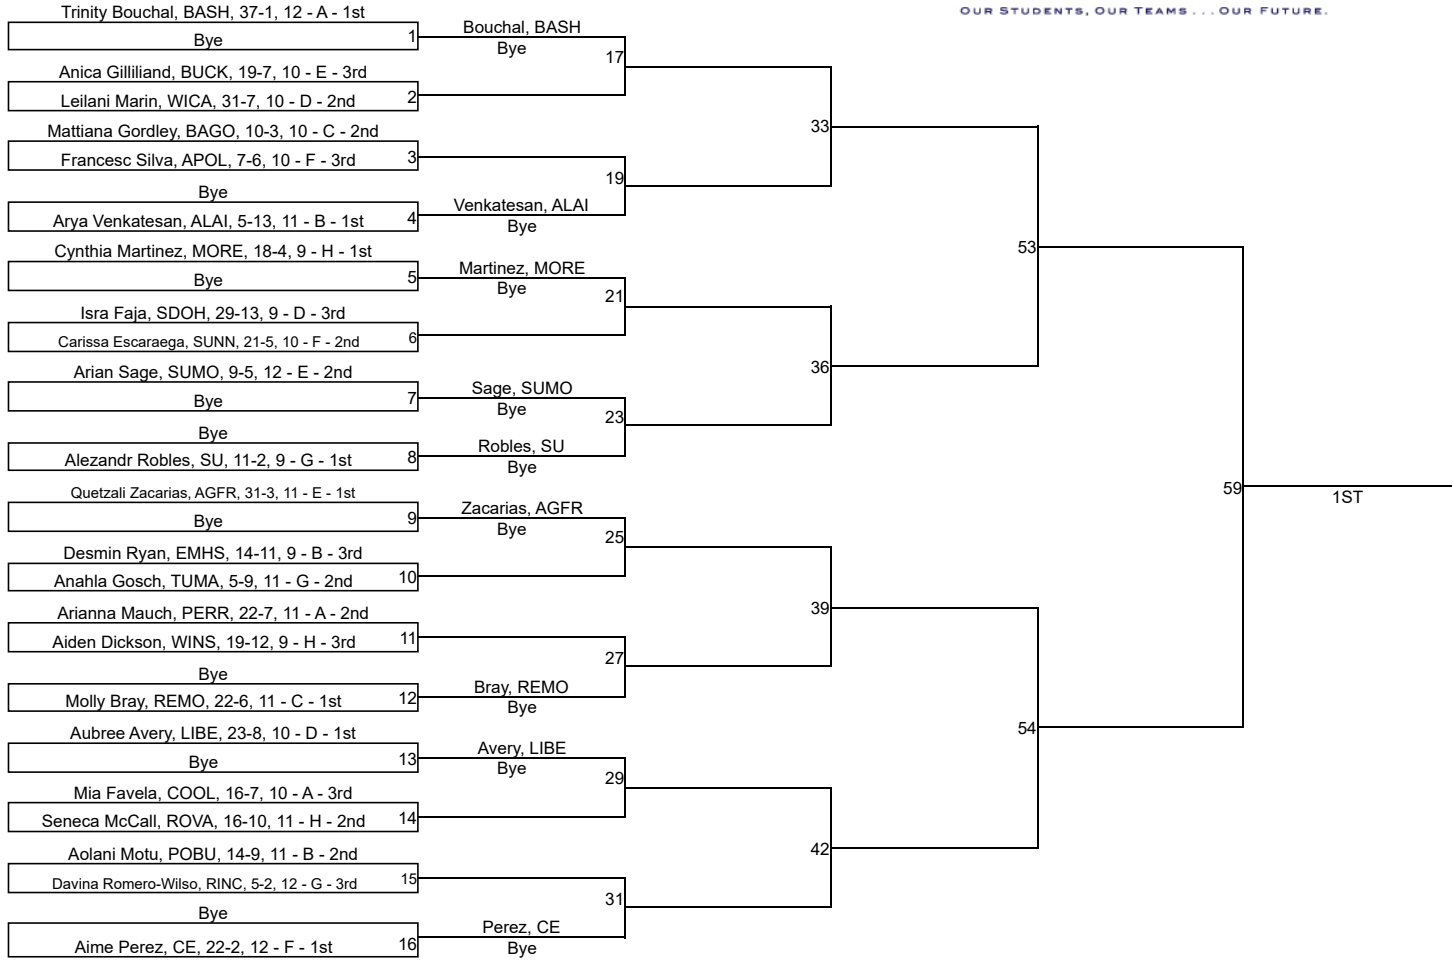 OUR STUDENTS, OUR TEAMS . . . OUR FUTURE.
Trinity Bouchal, BASH, 37-1, 12 - A - 1st
Bye
1
Bouchal, BASH
Bye
17
Anica Gilliliand, BUCK, 19-7, 10 - E - 3rd
Leilani Marin, WICA, 31-7, 10 - D - 2nd
2
33
Mattiana Gordley, BAGO, 10-3, 10 - C - 2nd
Francesc Silva, APOL, 7-6, 10 - F - 3rd
3
19
Bye
Arya Venkatesan, ALAI, 5-13, 11 - B - 1st
4
Venkatesan, ALAI
Bye
53
Cynthia Martinez, MORE, 18-4, 9 - H - 1st
Bye
5
Martinez, MORE
Bye
21
Isra Faja, SDOH, 29-13, 9 - D - 3rd
Carissa Escaraega, SUNN, 21-5, 10 - F - 2nd
6
36
Arian Sage, SUMO, 9-5, 12 - E - 2nd
Bye
7
Sage, SUMO
Bye
23
Bye
Alezandr Robles, SU, 11-2, 9 - G - 1st
8
Robles, SU
Bye
59
1ST
Quetzali Zacarias, AGFR, 31-3, 11 - E - 1st
Bye
9
Zacarias, AGFR
Bye
25
Desmin Ryan, EMHS, 14-11, 9 - B - 3rd
Anahla Gosch, TUMA, 5-9, 11 - G - 2nd
10
39
Arianna Mauch, PERR, 22-7, 11 - A - 2nd
Aiden Dickson, WINS, 19-12, 9 - H - 3rd
11
27
Bye
Molly Bray, REMO, 22-6, 11 - C - 1st
12
Bray, REMO
Bye
54
Aubree Avery, LIBE, 23-8, 10 - D - 1st
Bye
13
Avery, LIBE
Bye
29
Mia Favela, COOL, 16-7, 10 - A - 3rd
Seneca McCall, ROVA, 16-10, 11 - H - 2nd
14
42
Aolani Motu, POBU, 14-9, 11 - B - 2nd
Davina Romero-Wilso, RINC, 5-2, 12 - G - 3rd
15
31
Bye
Aime Perez, CE, 22-2, 12 - F - 1st
16
Perez, CE
Bye